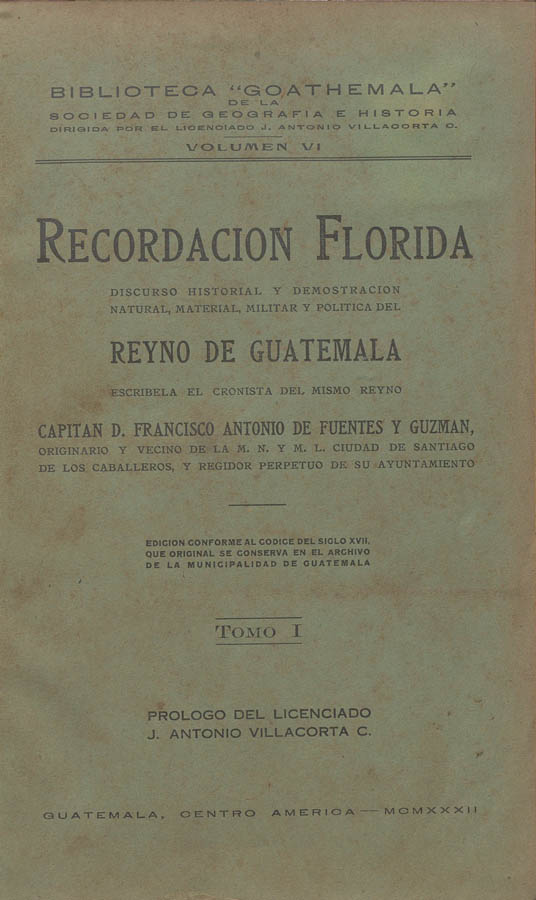 BIBLIOTECA "GOATHEMALA"
DE LA
SOCIEDAD DE GEOGRAFIA E HISTORIA
DIRIGIDA POR EL LICENCIADO J. ANTONIO VILLACORTA C.
VOLUMEN VI
RECORDACION FLORIDA
DISCURSO HISTORIAL Y DEMOSTRACION
NATURAL, MATERIAL, MILITAR Y POLITICA DEL
REYNO DE GUATEMALA
ESCRIBELA EL CRONISTA DEL MISMO REYNO
CAPITAN D. FRANCISCO ANTONIO DE FUENTES Y GUZMAN,
ORIGINARIO Y VECINO DE LA M. N. Y M. L. CIUDAD DE SANTIAGO
DE LOS CABALLEROS, Y REGIDOR PERPETUO DE SU AYUNTAMIENTO
EDICION CONFORME AL CODICE DEL SIGLO XVII,
QUE ORIGINAL SE CONSERVA EN EL ARCHIVO
DE LA MUNICIPALIDAD DE GUATEMALA
TOMO I
PROLOGO DEL LICENCIADO
J. ANTONIO VILLACORTA C.
GUATEMALA, CENTRO AMERICA — MCMXXXII